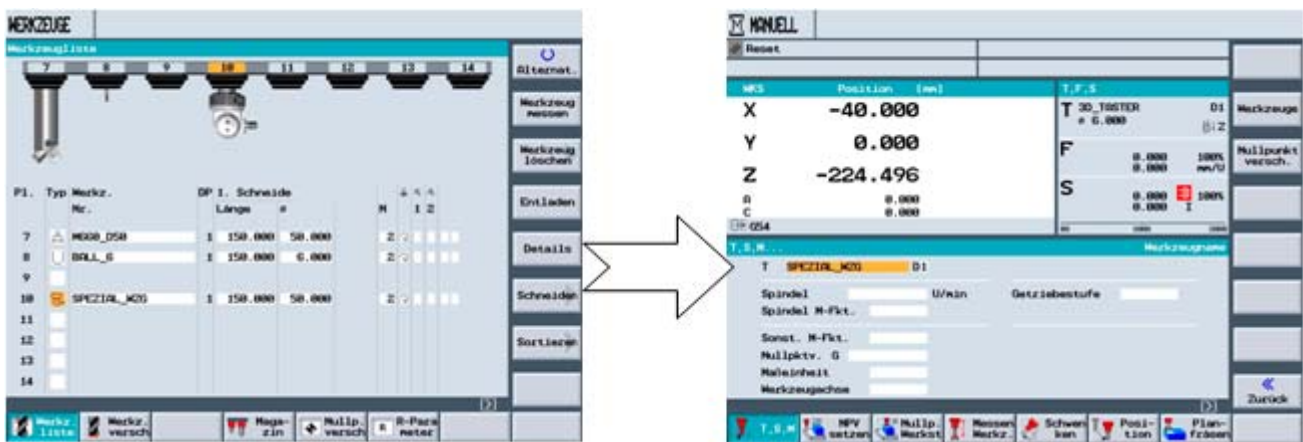 WERKZEUGE
Werkzeugliste
7 8 9 10 11 12 13 14
Alternat.
Werkzeug messen
Werkzeug löschen
Entladen
Details
Schneiden
Sortieren
Pl. Typ Werkz. DP I. Schneide
Nr. Länge ø N 1 2
7 MGG0_D50 1 150.000 50.000 2
8 BALL_6 1 150.000 6.000 2
9
10 SPEZIAL_WZG 1 150.000 50.000 2
11
12
13
14
Werkz. liste
Werkz. versch
Magazin
Nullp. versch
R R-Para meter
M MANUELL
Reset
WKS Position [mm]
X -40.000
Y 0.000
Z -224.496
A 0.000
C 0.000
G54
T,F,S
T 3D_TASTER D1
ø 6.000 Z
F 0.000 100%
0.000 mm/U
S 0.000 100%
0.000 I
Werkzeuge
Nullpunkt versch.
T,S,M... Werkzeugname
T SPEZIAL_WZG D1
Spindel U/min Getriebestufe
Spindel M-Fkt.
Sonst. M-Fkt.
Nullpktv. G
Maßeinheit
Werkzeugachse
Zurück
T,S,M
NPV setzen
Nullp. Werkst
Messen Werkz.
Schwen ken
Posi- tion
Plan- fräsen